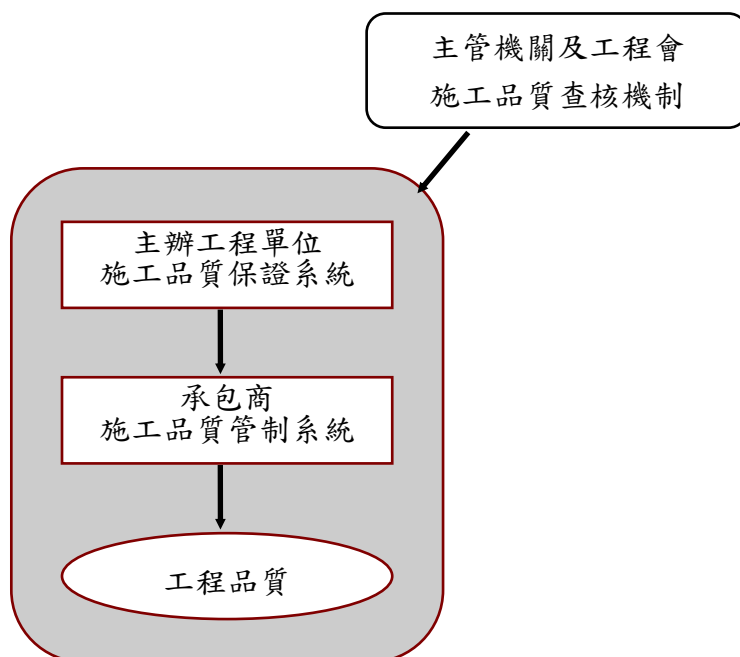 主管機關及工程會
施工品質查核機制
主辦工程單位
施工品質保證系統
承包商
施工品質管制系統
工程品質